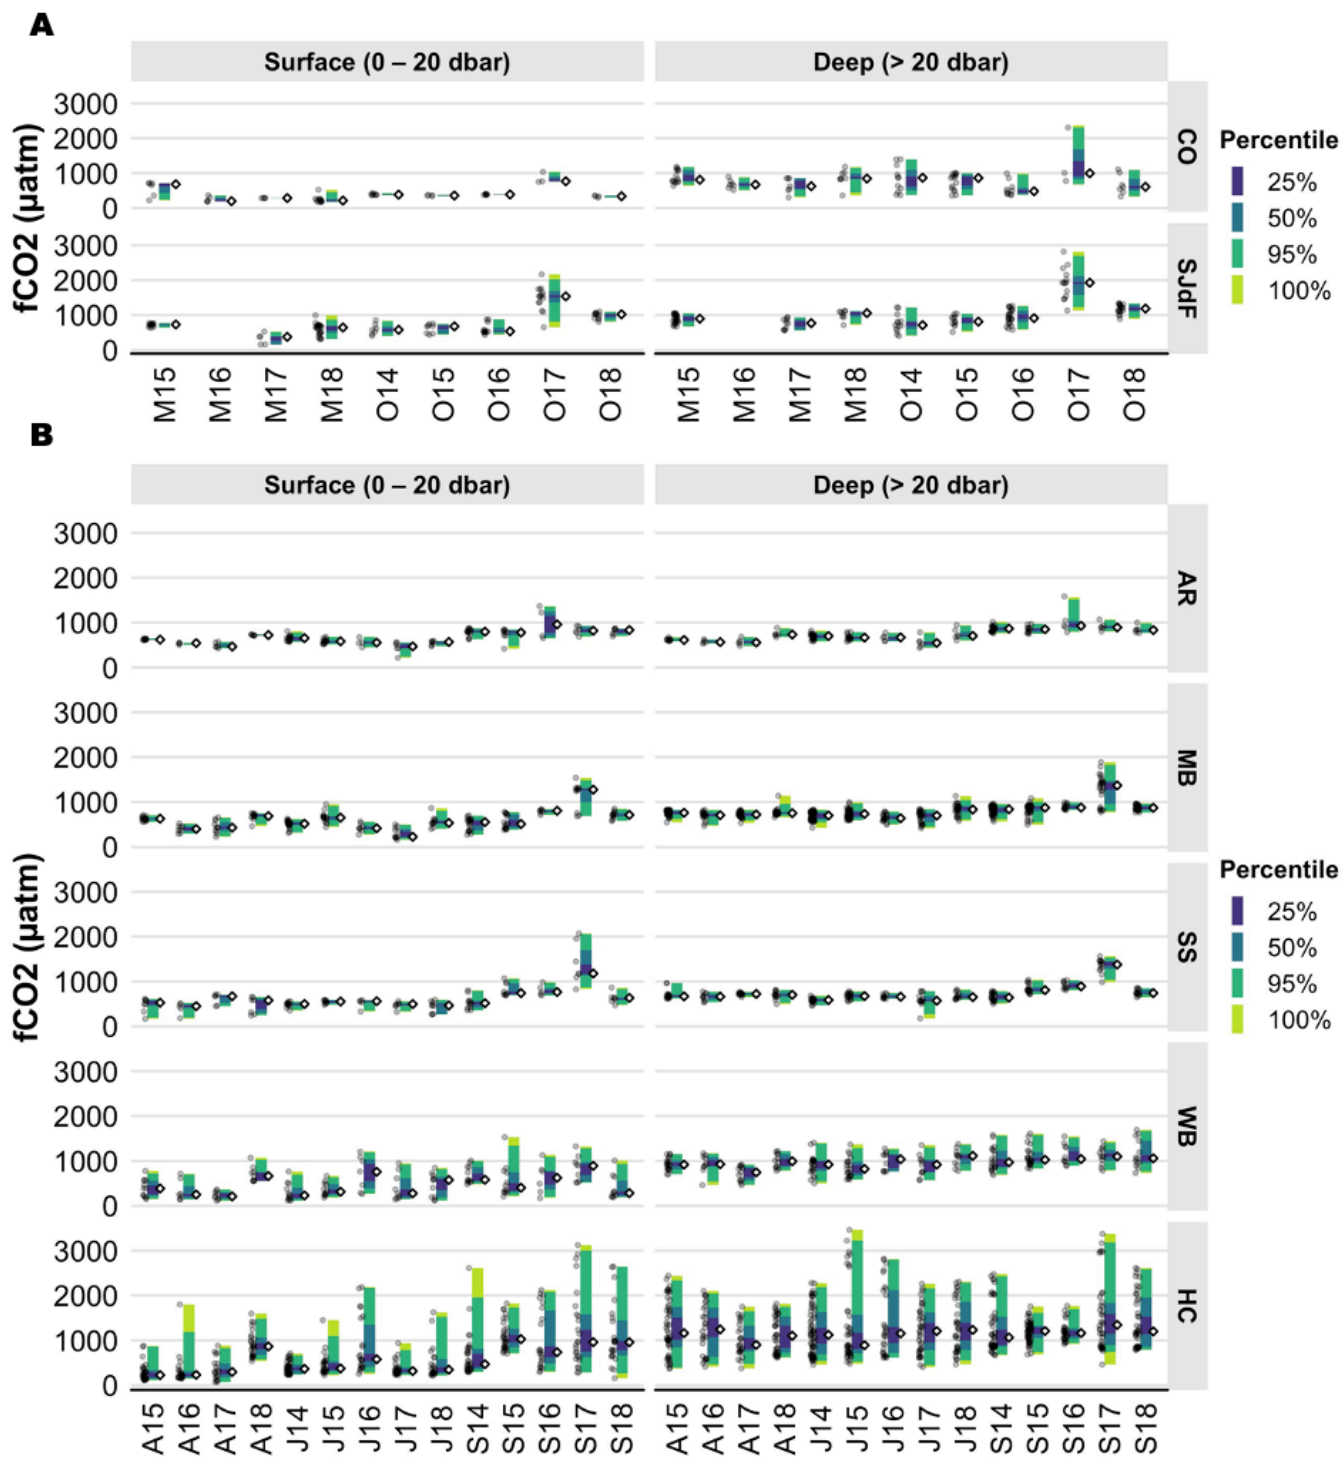 A
Surface (0 – 20 dbar) Deep (> 20 dbar)
fCO2 (µatm)
3000
2000
1000
0
CO
3000
2000
1000
0
SJdF
M15 M16 M17 M18 O14 O15 O16 O17 O18 M15 M16 M17 M18 O14 O15 O16 O17 O18
Percentile
25%
50%
95%
100%
B
Surface (0 – 20 dbar) Deep (> 20 dbar)
fCO2 (µatm)
3000
2000
1000
0
AR
3000
2000
1000
0
MB
3000
2000
1000
0
SS
3000
2000
1000
0
WB
3000
2000
1000
0
HC
A15 A16 A17 A18 J14 J15 J16 J17 J18 S14 S15 S16 S17 S18 A15 A16 A17 A18 J14 J15 J16 J17 J18 S14 S15 S16 S17 S18
Percentile
25%
50%
95%
100%